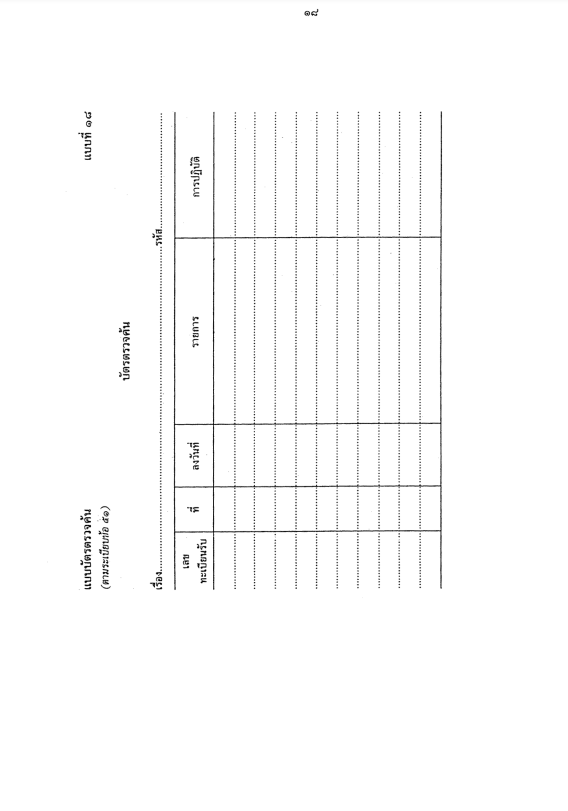 ๑๘
แบบบัตรตรวจค้น
แบบที่ ๑๘
(ตามระเบียบข้อ ๕๑)
บัตรตรวจค้น
เรื่อง..........รหัส..........
เลข
ทะเบียนรับ
ที่
ลงวันที่
รายการ
การปฏิบัติ